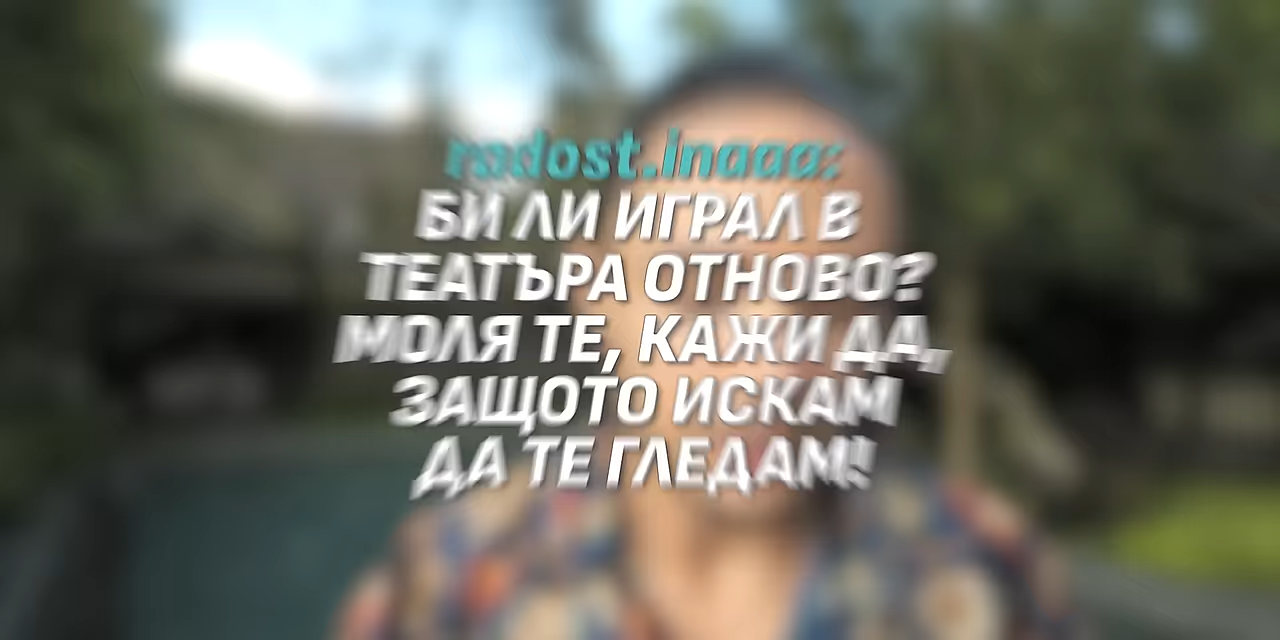 radost.inaaa:
БИ ЛИ ИГРАЛ В
ТЕАТЪРА ОТНОВО?
МОЛЯ ТЕ, КАЖИ ДА,
ЗАЩОТО ИСКАМ
ДА ТЕ ГЛЕДАМ!